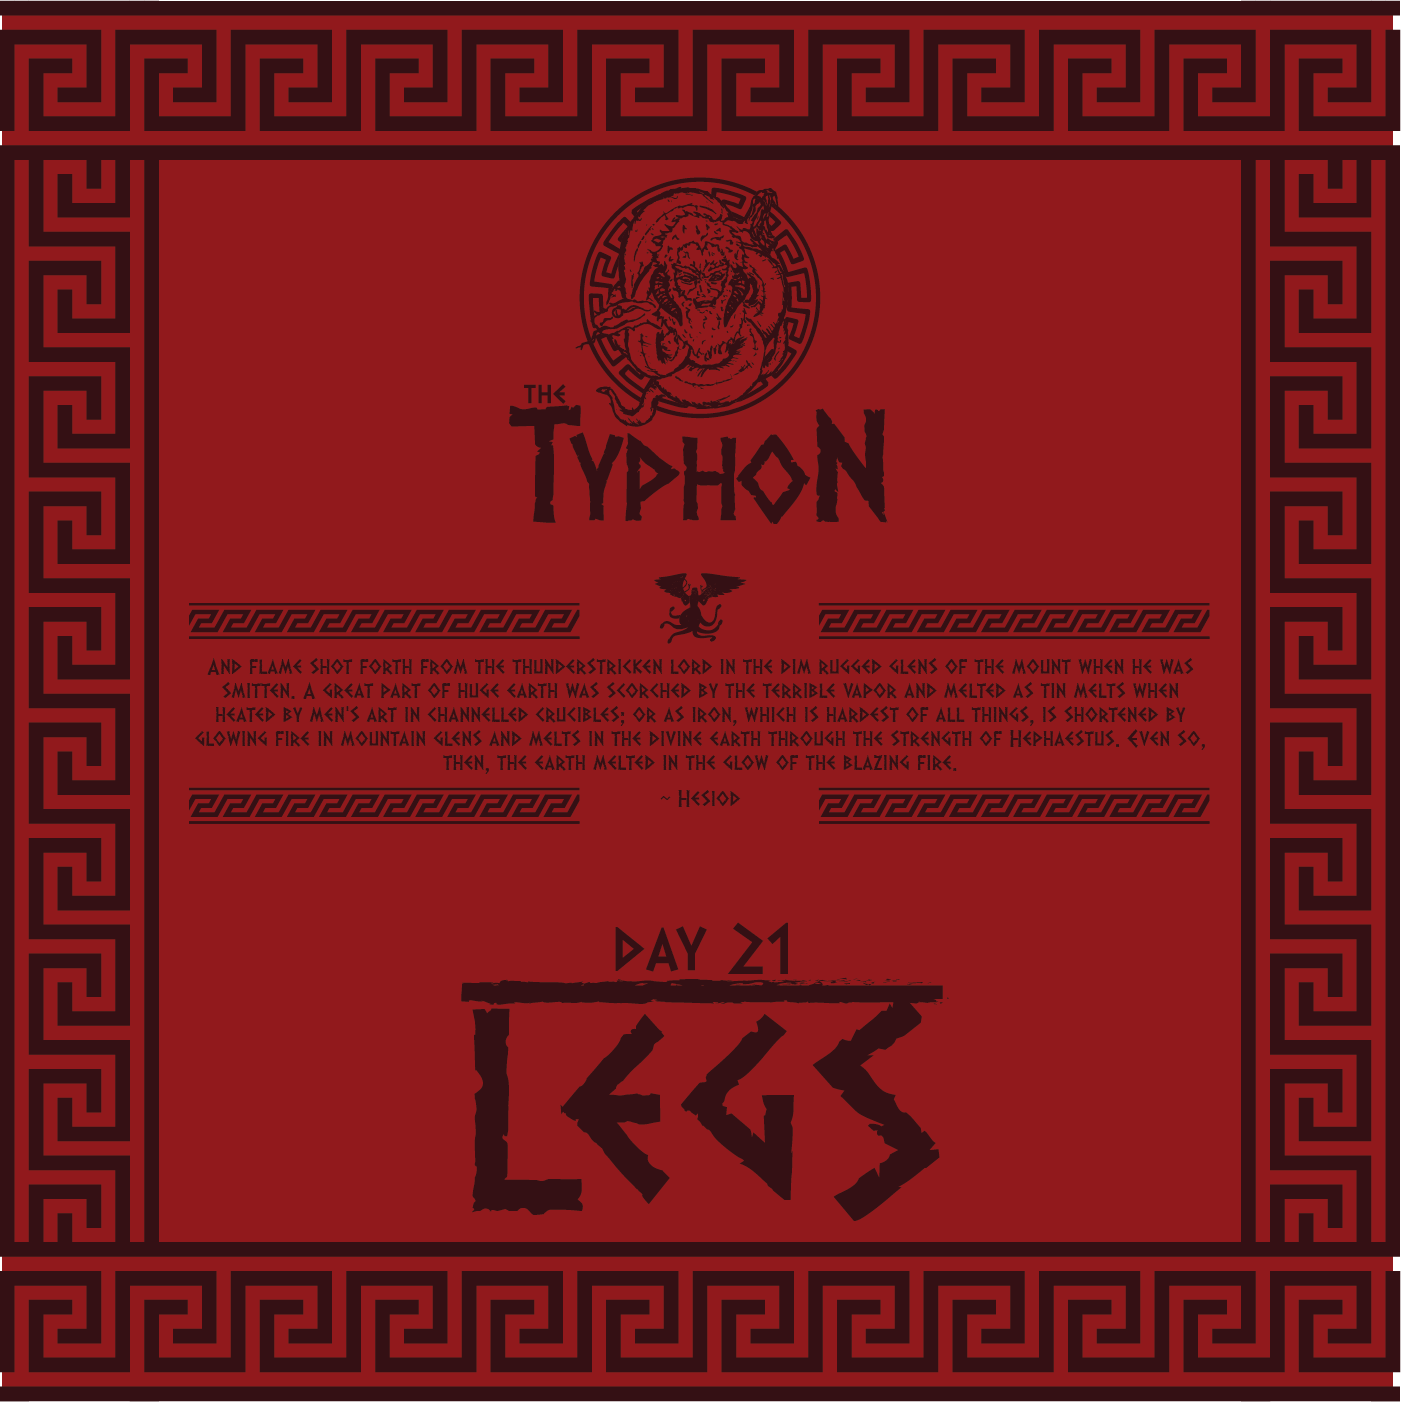 THE
TYPHON
AND FLAME SHOT FORTH FROM THE THUNDERSTRICKEN LORD IN THE DIM RUGGED GLENS OF THE MOUNT WHEN HE WAS
SMITTEN. A GREAT PART OF HUGE EARTH WAS SCORCHED BY THE TERRIBLE VAPOR AND MELTED AS TIN MELTS WHEN
HEATED BY MEN'S ART IN CHANNELLED CRUCIBLES; OR AS IRON, WHICH IS HARDEST OF ALL THINGS, IS SHORTENED BY
GLOWING FIRE IN MOUNTAIN GLENS AND MELTS IN THE DIVINE EARTH THROUGH THE STRENGTH OF HEPHAESTUS. EVEN SO,
THEN, THE EARTH MELTED IN THE GLOW OF THE BLAZING FIRE.
~ HESIOD
DAY 21
LEGS